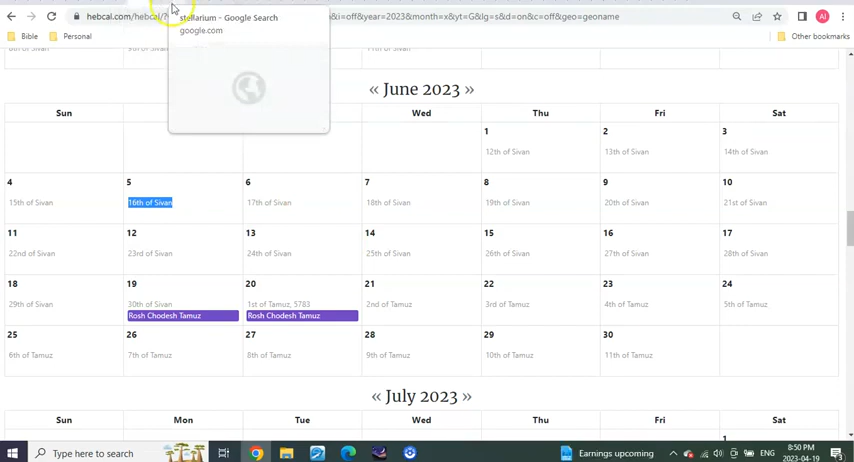 hebcal.com/hebcal/?
&i=off&year=2023&month=x&yt=G&lg=s&d=on&c=off&geo=geoname
AI
Bible
Personal
Other bookmarks
stellarium - Google Search
google.com
11th of Sivan
« June 2023 »
Sun
Wed
Thu
Fri
Sat
1
2
3
12th of Sivan
13th of Sivan
14th of Sivan
4
5
6
7
8
9
10
15th of Sivan
16th of Sivan
17th of Sivan
18th of Sivan
19th of Sivan
20th of Sivan
21st of Sivan
11
12
13
14
15
16
17
22nd of Sivan
23rd of Sivan
24th of Sivan
25th of Sivan
26th of Sivan
27th of Sivan
28th of Sivan
18
19
20
21
22
23
24
29th of Sivan
30th of Sivan
1st of Tamuz, 5783
2nd of Tamuz
3rd of Tamuz
4th of Tamuz
5th of Tamuz
Rosh Chodesh Tamuz
Rosh Chodesh Tamuz
25
26
27
28
29
30
6th of Tamuz
7th of Tamuz
8th of Tamuz
9th of Tamuz
10th of Tamuz
11th of Tamuz
« July 2023 »
Sun
Mon
Tue
Wed
Thu
Fri
Sat
1
Type here to search
Earnings upcoming
ENG
8:50 PM
2023-04-19
3